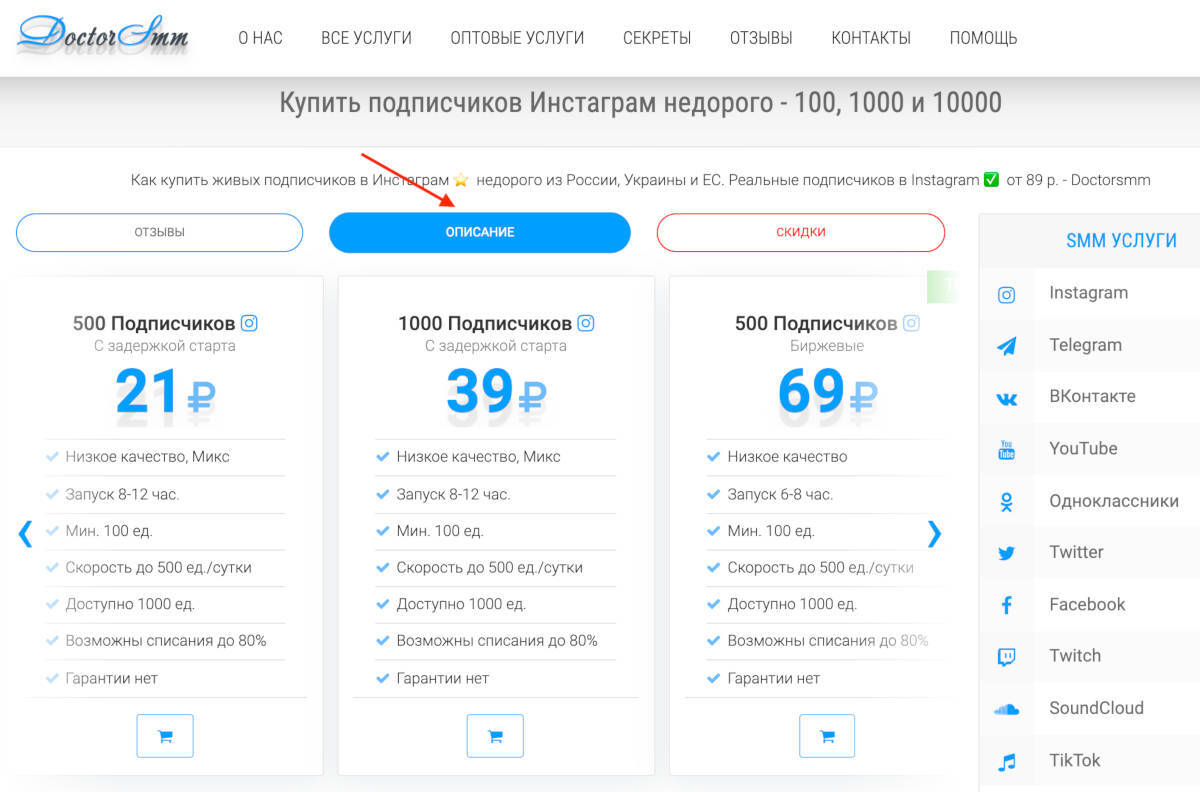 DoctorSmm
О НАС ВСЕ УСЛУГИ ОПТОВЫЕ УСЛУГИ СЕКРЕТЫ ОТЗЫВЫ КОНТАКТЫ ПОМОЩЬ
Купить подписчиков Инстаграм недорого - 100, 1000 и 10000
Как купить живых подписчиков в Инстаграм ⭐ недорого из России, Украины и ЕС. Реальные подписчиков в Instagram ✅ от 89 р. - Doctorsmm
ОТЗЫВЫ
ОПИСАНИЕ
СКИДКИ
500 Подписчиков
С задержкой старта
21 ₽
Низкое качество, Микс
Запуск 8-12 час.
Мин. 100 ед.
Скорость до 500 ед./сутки
Доступно 1000 ед.
Возможны списания до 80%
Гарантии нет
1000 Подписчиков
С задержкой старта
39 ₽
Низкое качество, Микс
Запуск 8-12 час.
Мин. 100 ед.
Скорость до 500 ед./сутки
Доступно 1000 ед.
Возможны списания до 80%
Гарантии нет
500 Подписчиков
Биржевые
69 ₽
Низкое качество
Запуск 6-8 час.
Мин. 100 ед.
Скорость до 500 ед./сутки
Доступно 1000 ед.
Возможны списания до 80%
Гарантии нет
SMM УСЛУГИ
Instagram
Telegram
ВКонтакте
You Tube YouTube
Одноклассники
Twitter
Facebook
Twitch
SoundCloud
TikTok